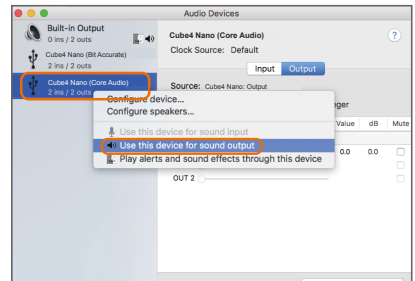 Audio Devices
Built-in Output
0 ins / 2 outs
Cube4 Nano (Bit Accurate)
2 ins / 2 outs
Cube4 Nano (Core Audio)
2 ins / 2 outs
Cube4 Nano (Core Audio)
?
Clock Source: Default
Input Output
Source: Cube4 Nano: Output
Configure device...
Configure speakers...
eger
Value dB Mute
Use this device for sound input
Use this device for sound output
0.0 0.0
Play alerts and sound effects through this device
OUT 2